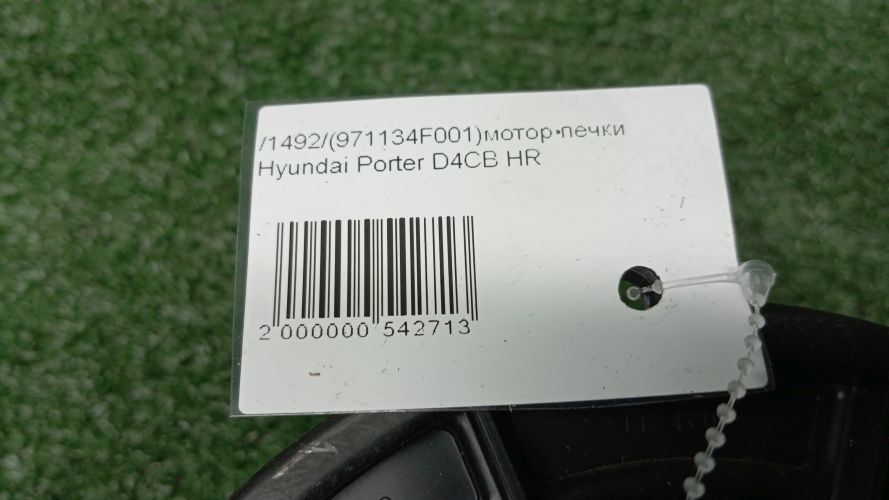 /1492/(971134F001)мотор•печки
Hyundai Porter D4CB HR
2 000000 542713